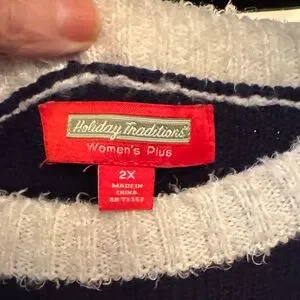 Holiday Traditions
Women's Plus
2X
MADE IN
CHINA